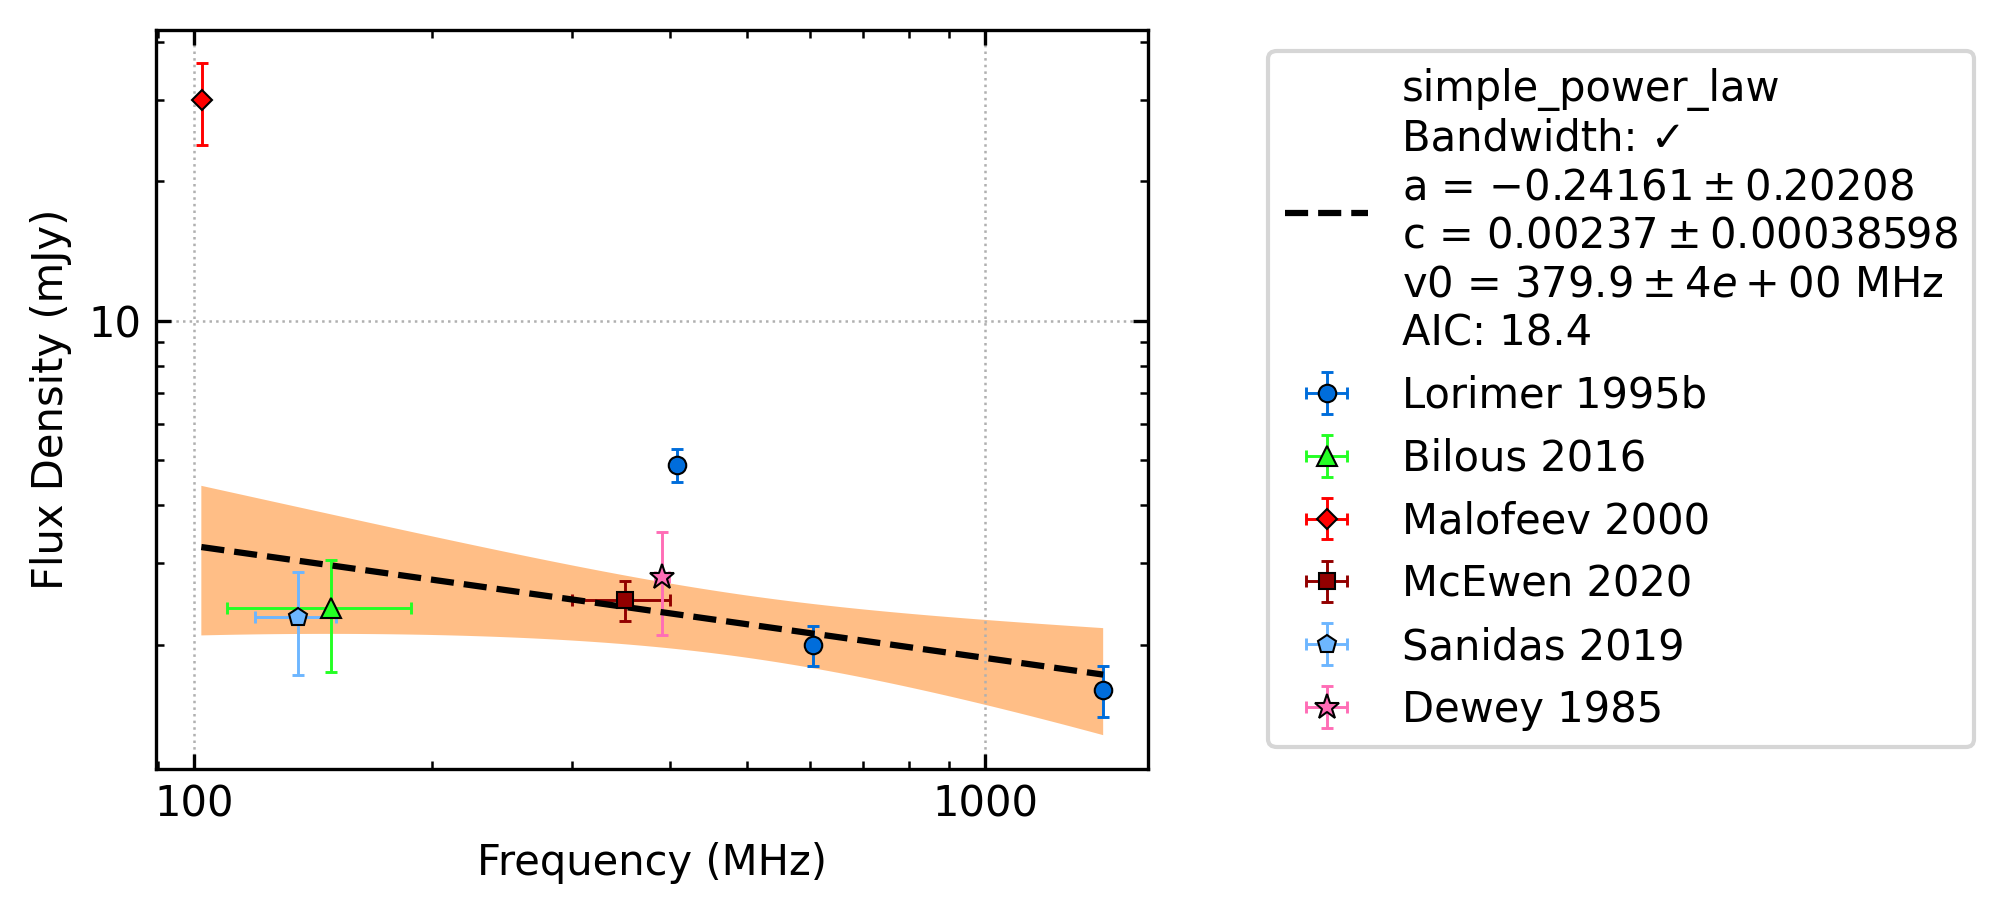 Flux Density (mJy)
10
100
1000
Frequency (MHz)
simple_power_law
Bandwidth: ✓
a = −0.24161 ± 0.20208
c = 0.00237 ± 0.00038598
v0 = 379.9 ± 4e + 00 MHz
AIC: 18.4
Lorimer 1995b
Bilous 2016
Malofeev 2000
McEwen 2020
Sanidas 2019
Dewey 1985